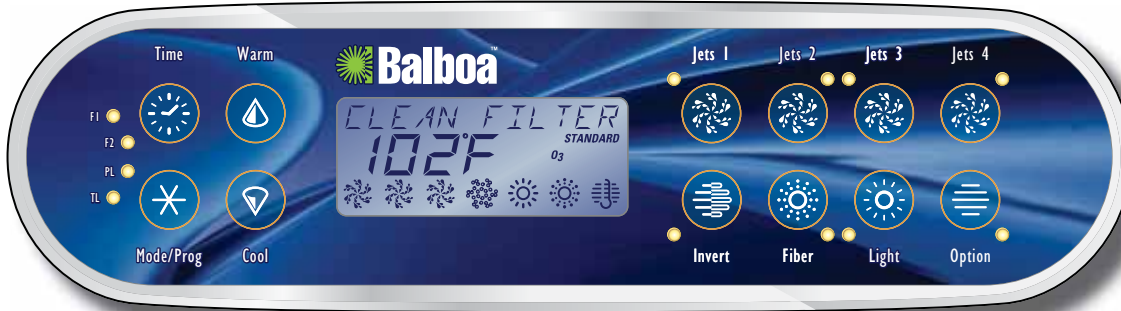 Time Warm
F1
F2
PL
TL
Mode/Prog Cool
Balboa™
CLEAN FILTER
STANDARD
102°F
O3
Jets 1 Jets 2 Jets 3 Jets 4
Invert Fiber Light Option